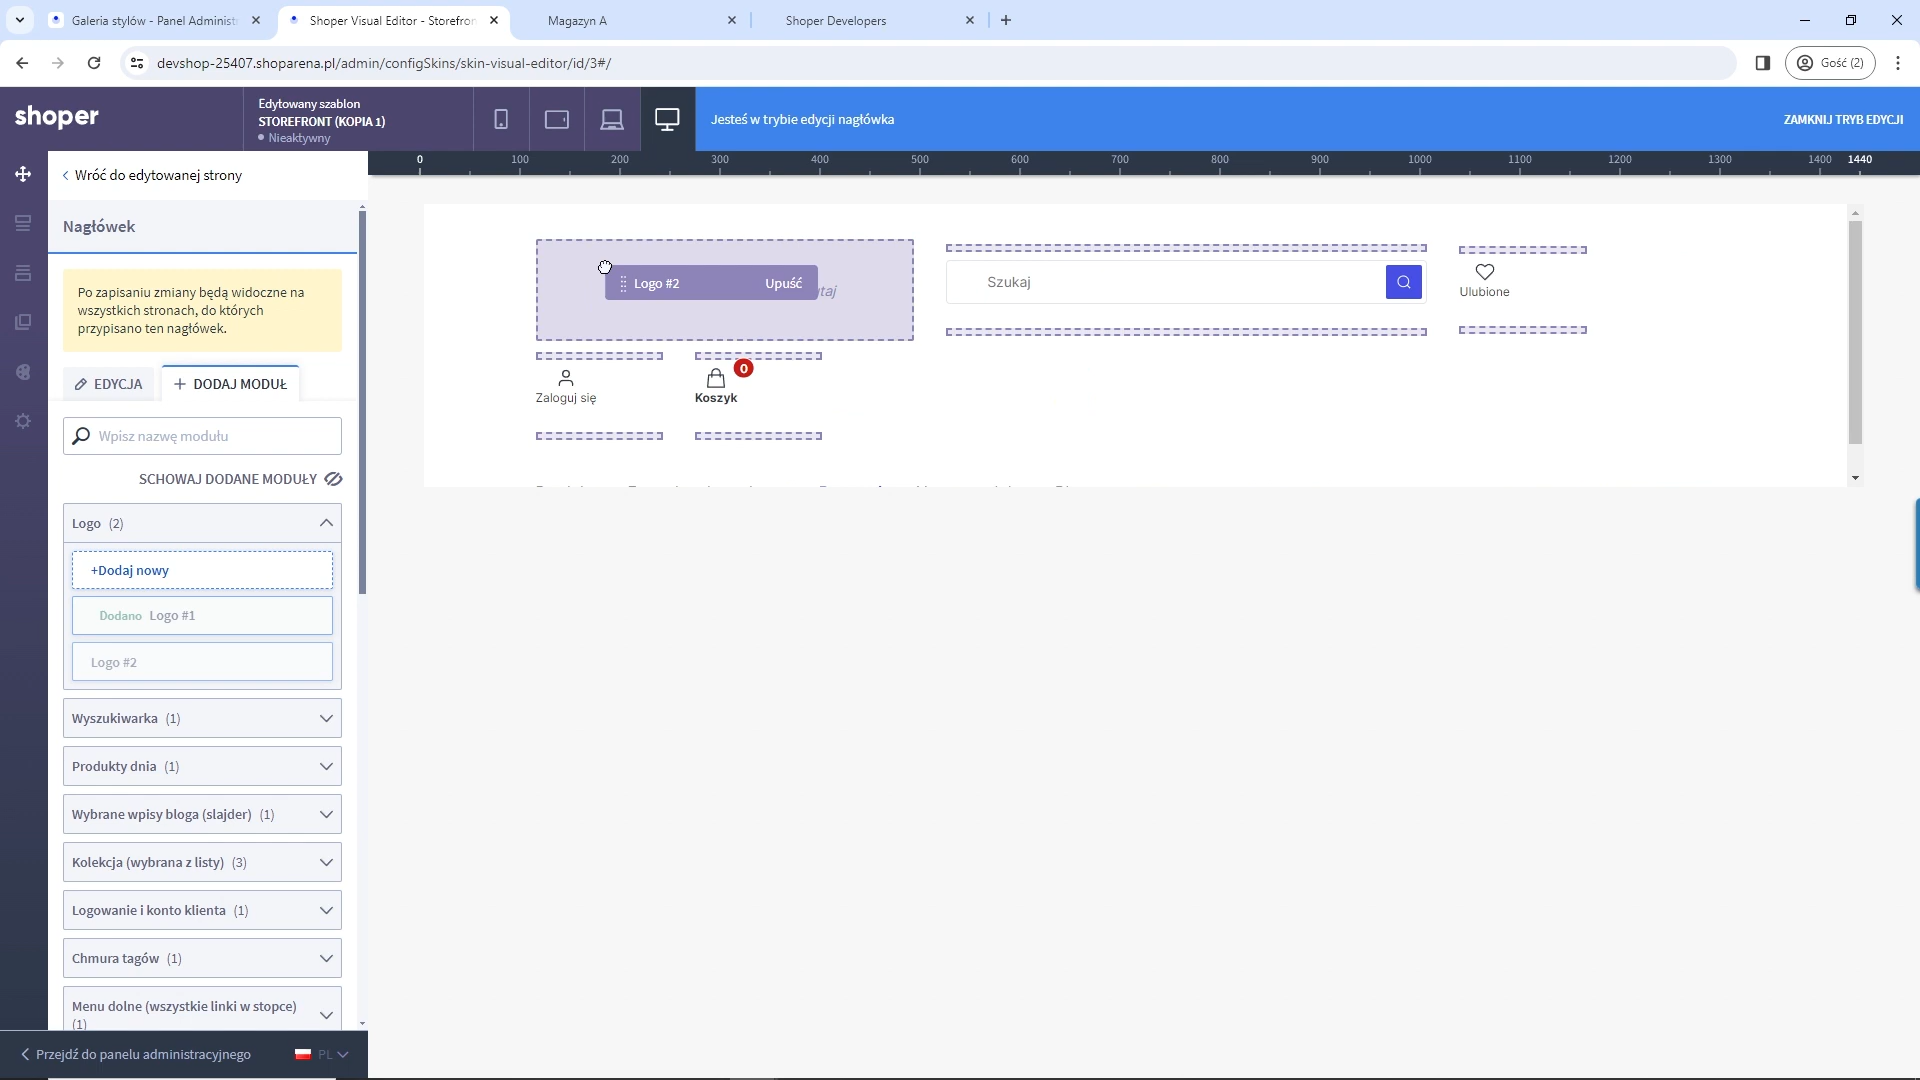 Galeria stylów - Panel Administ
Shoper Visual Editor - Storefron
Magazyn A
Shoper Developers
devshop-25407.shoparena.pl/admin/configSkins/skin-visual-editor/id/3#/
Gość (2)
shoper
Edytowany szablon
STOREFRONT (KOPIA 1)
Nieaktywny
Jesteś w trybie edycji nagłówka
ZAMKNIJ TRYB EDYCJI
0 100 200 300 400 500 600 700 800 900 1000 1100 1200 1300 1400 1440
Wróć do edytowanej strony
Nagłówek
Po zapisaniu zmiany będą widoczne na
wszystkich stronach, do których
przypisano ten nagłówek.
EDYCJA
DODAJ MODUŁ
Wpisz nazwę modułu
SCHOWAJ DODANE MODUŁY
Logo (2)
+Dodaj nowy
Dodano Logo #1
Logo #2
Wyszukiwarka (1)
Produkty dnia (1)
Wybrane wpisy bloga (slajder) (1)
Kolekcja (wybrana z listy) (3)
Logowanie i konto klienta (1)
Chmura tagów (1)
Menu dolne (wszystkie linki w stopce)
(1)
Przejdź do panelu administracyjnego
PL
Logo #2 Upuść
Szukaj
Ulubione
Zaloguj się
0
Koszyk